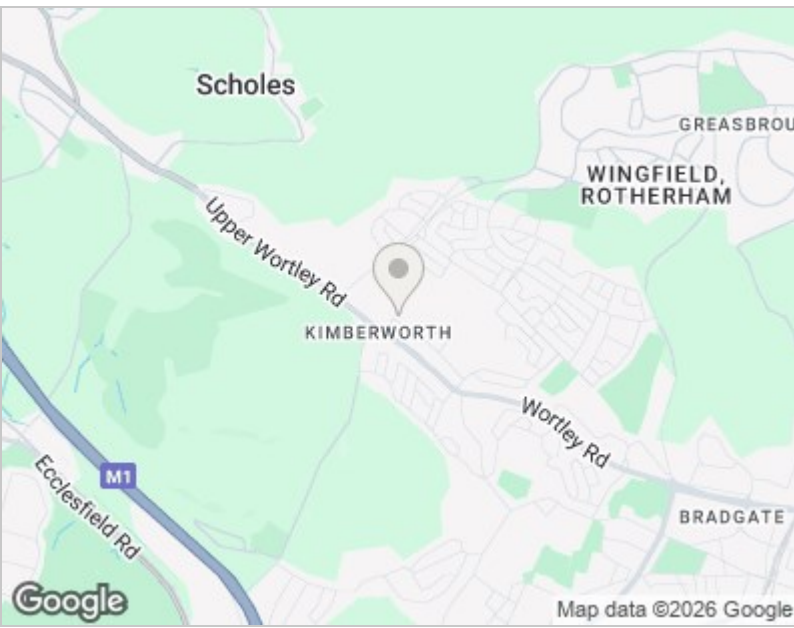 Scholes
GREASBROU
WINGFIELD,
ROTHERHAM
Upper Wortley Rd
KIMBERWORTH
Wortley Rd
M1
Ecclesfield Rd
BRADGATE
Google
Map data ©2026 Google